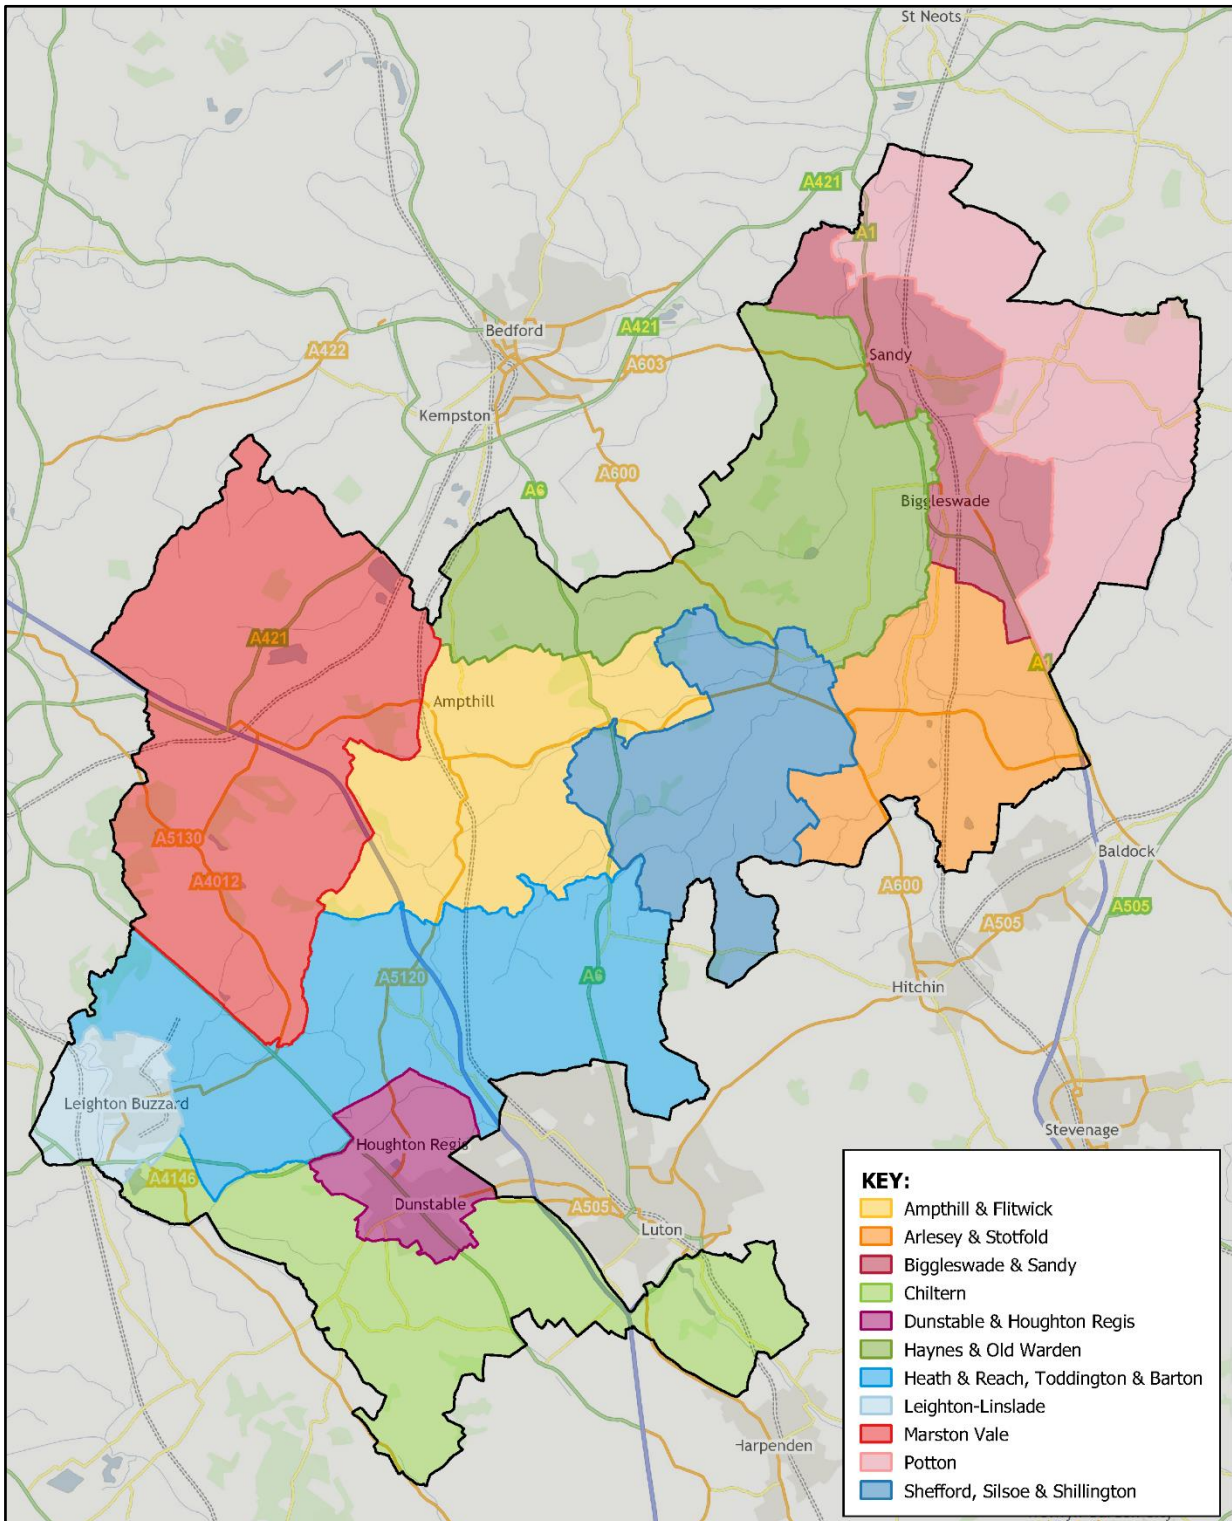 St Neots
A421
A1
Bedford
A421
A422
A603
Sandy
Kempston
A600
A6
Biggleswade
A421
A1
Ampthill
A5130
A4012
Baldock
A600
A505
A505
A5120
A6
Hitchin
Leighton Buzzard
Houghton Regis
Stevenage
A4146
Dunstable
A505
Luton
Harpenden
KEY:
Ampthill & Flitwick
Arlesey & Stotfold
Biggleswade & Sandy
Chiltern
Dunstable & Houghton Regis
Haynes & Old Warden
Heath & Reach, Toddington & Barton
Leighton-Linslade
Marston Vale
Potton
Shefford, Silsoe & Shillington